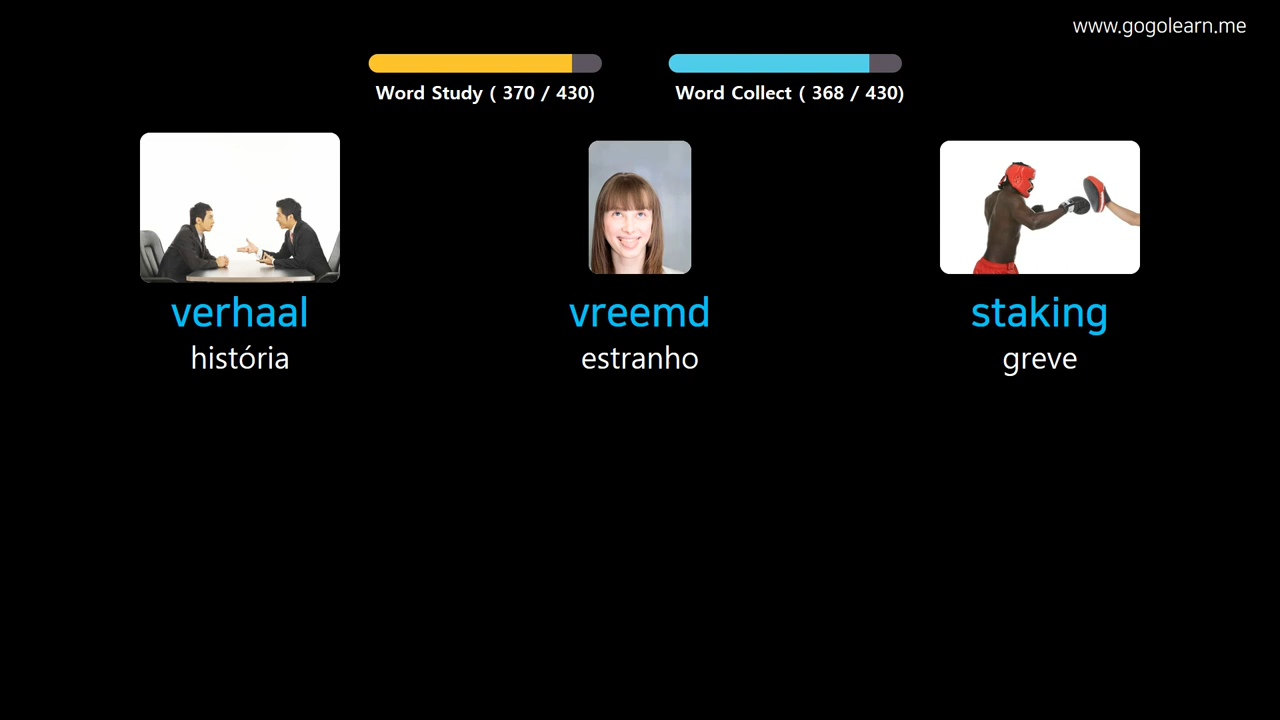 www.gogolearn.me
Word Study ( 370 / 430)
Word Collect ( 368 / 430)
verhaal
história
vreemd
estranho
staking
greve